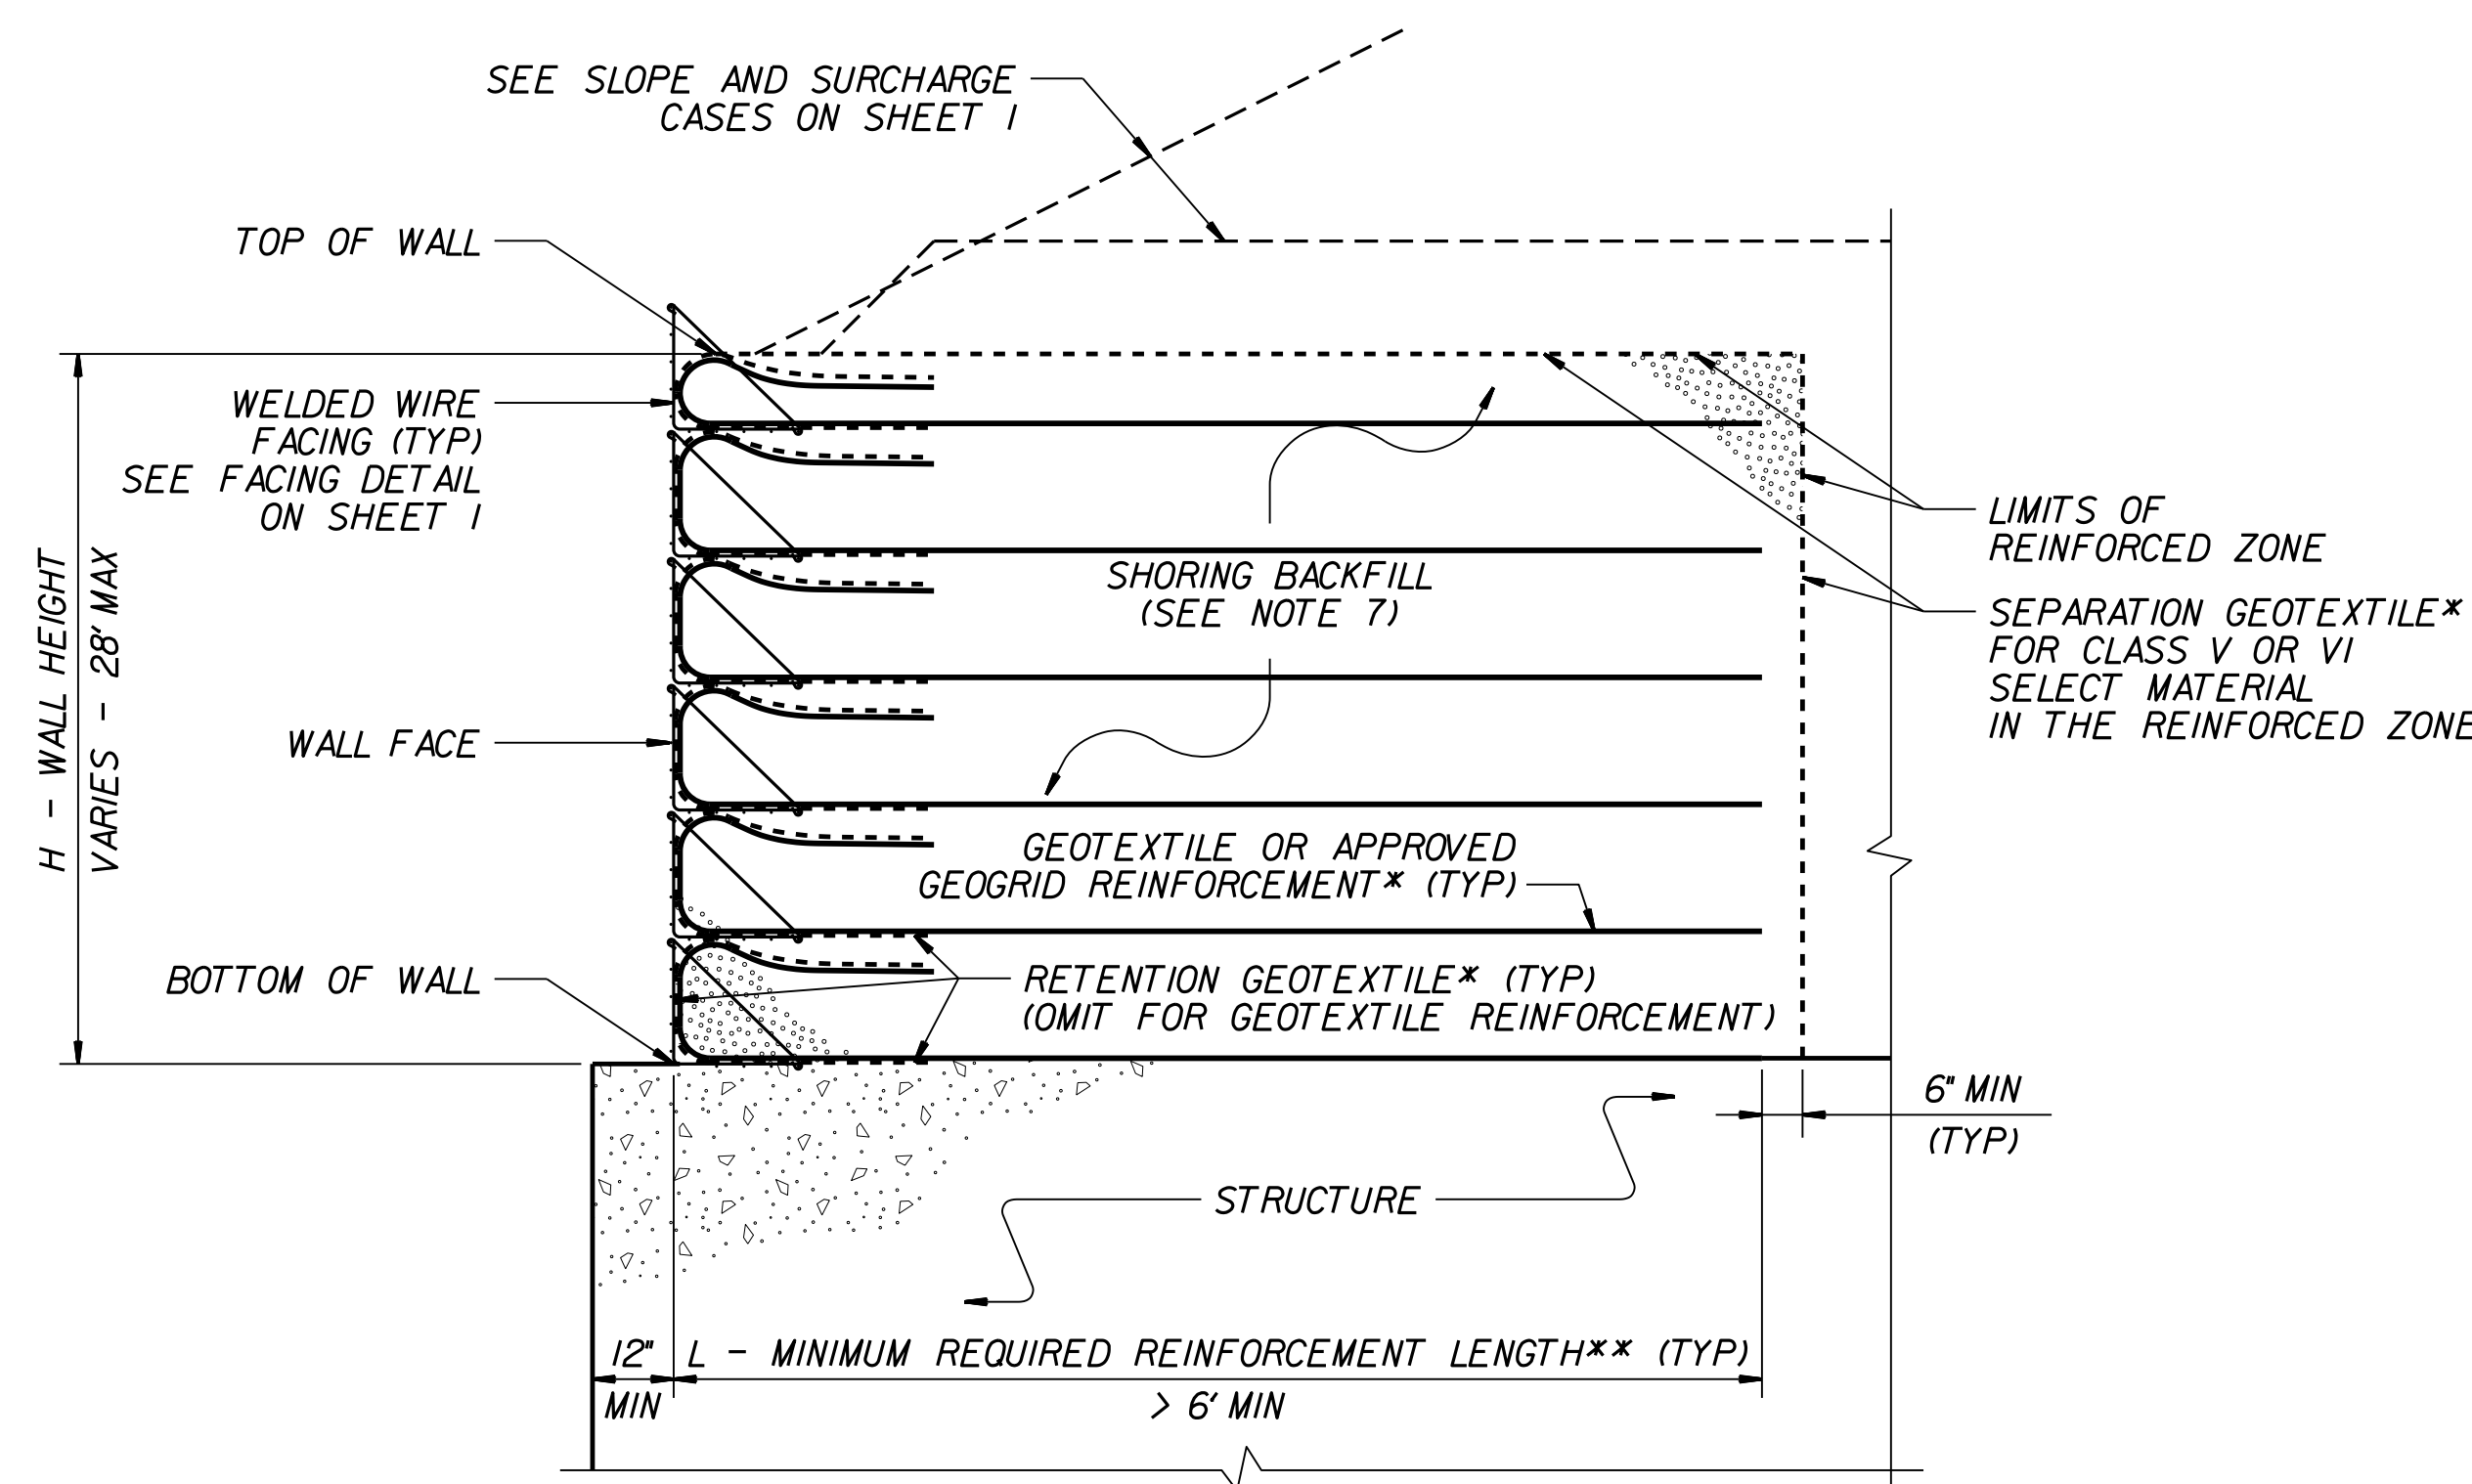 SEE SLOPE AND SURCHARGE
CASES ON SHEET 1
TOP OF WALL
WELDED WIRE
FACING (TYP)
SEE FACING DETAIL
ON SHEET 1
H - WALL HEIGHT
VARIES - 28' MAX
WALL FACE
BOTTOM OF WALL
SHORING BACKFILL
(SEE NOTE 7)
GEOTEXTILE OR APPROVED
GEOGRID REINFORCEMENT* (TYP)
RETENTION GEOTEXTILE* (TYP)
(OMIT FOR GEOTEXTILE REINFORCEMENT)
LIMITS OF
REINFORCED ZONE
SEPARATION GEOTEXTILE*
FOR CLASS V OR VI
SELECT MATERIAL
IN THE REINFORCED ZONE
6" MIN
(TYP)
STRUCTURE
12"
MIN
L - MINIMUM REQUIRED REINFORCEMENT LENGTH** (TYP)
> 6' MIN